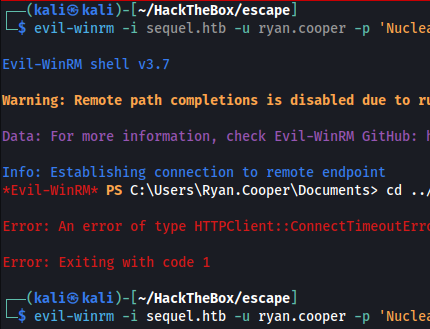 ┌──(kali㉿kali)-[~/HackTheBox/escape]
└─$ evil-winrm -i sequel.htb -u ryan.cooper -p 'Nuclea
Evil-WinRM shell v3.7
Warning: Remote path completions is disabled due to ru
Data: For more information, check Evil-WinRM GitHub: h
Info: Establishing connection to remote endpoint
*Evil-WinRM* PS C:\Users\Ryan.Cooper\Documents> cd ../
Error: An error of type HTTPClient::ConnectTimeoutErro
Error: Exiting with code 1
┌──(kali㉿kali)-[~/HackTheBox/escape]
└─$ evil-winrm -i sequel.htb -u ryan.cooper -p 'Nuclea